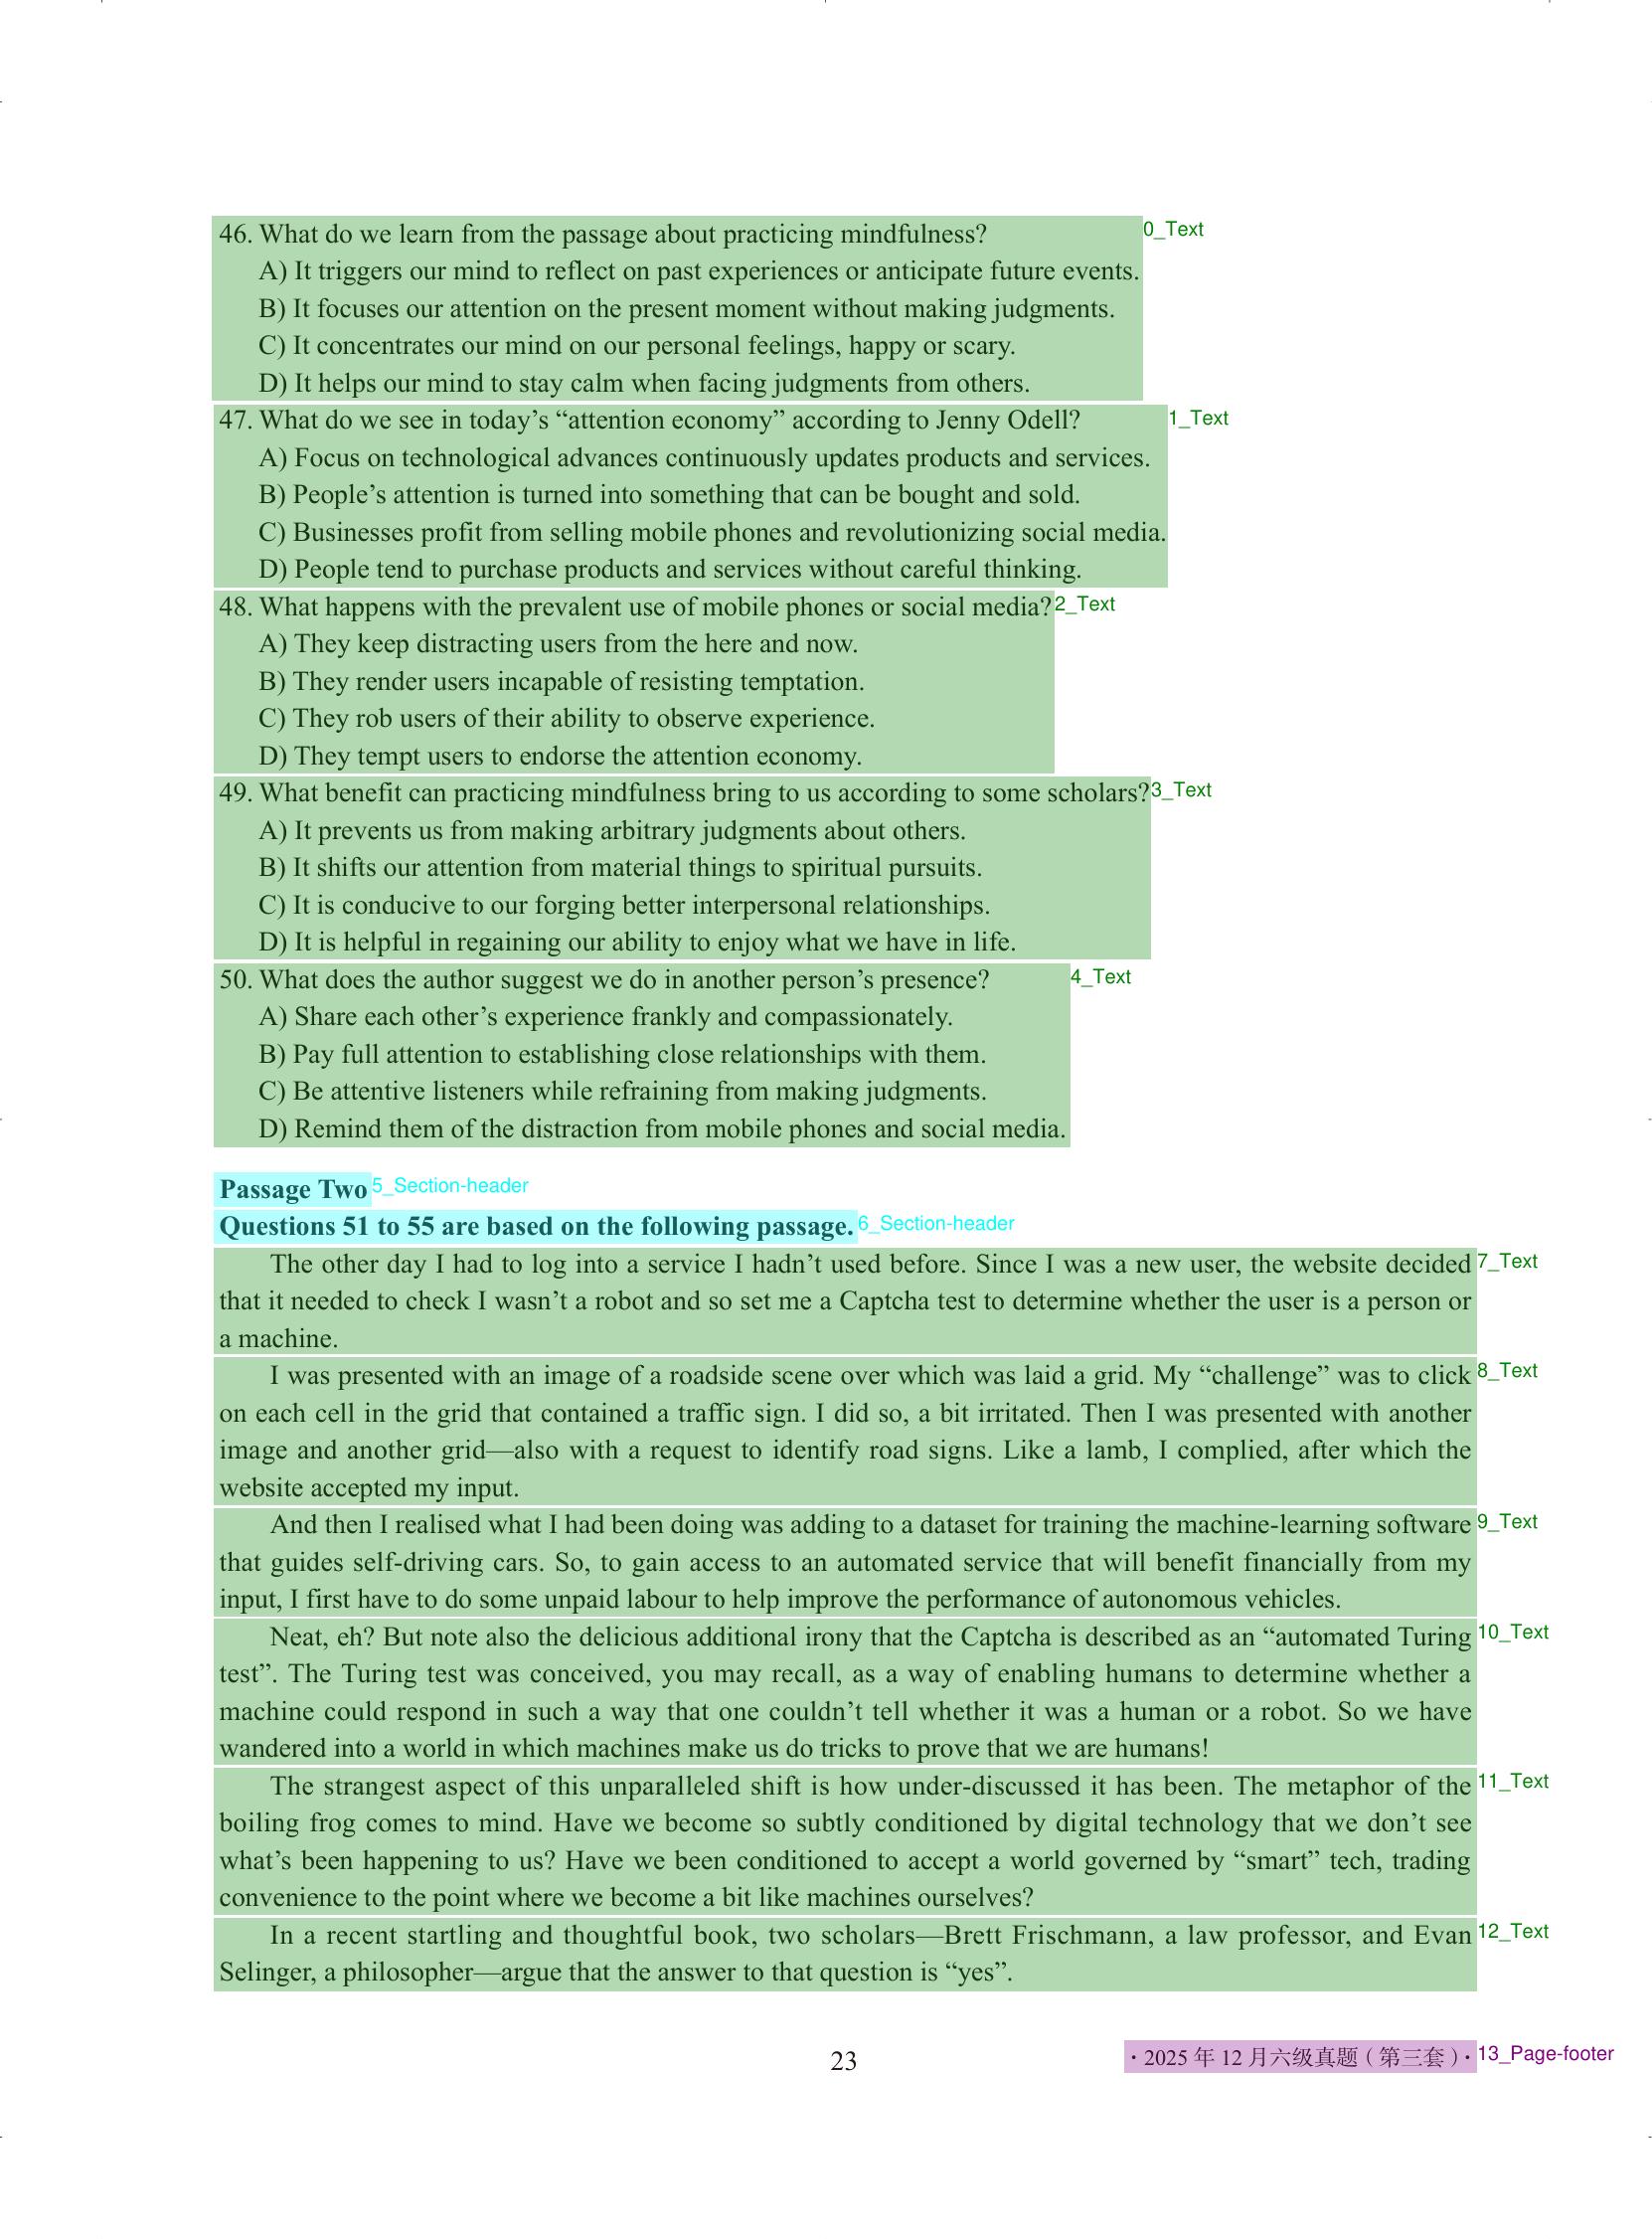 46. What do we learn from the passage about practicing mindfulness?
0_Text
A) It triggers our mind to reflect on past experiences or anticipate future events.
B) It focuses our attention on the present moment without making judgments.
C) It concentrates our mind on our personal feelings, happy or scary.
D) It helps our mind to stay calm when facing judgments from others.
47. What do we see in today’s “attention economy” according to Jenny Odell?
1_Text
A) Focus on technological advances continuously updates products and services.
B) People’s attention is turned into something that can be bought and sold.
C) Businesses profit from selling mobile phones and revolutionizing social media.
D) People tend to purchase products and services without careful thinking.
48. What happens with the prevalent use of mobile phones or social media?
2_Text
A) They keep distracting users from the here and now.
B) They render users incapable of resisting temptation.
C) They rob users of their ability to observe experience.
D) They tempt users to endorse the attention economy.
49. What benefit can practicing mindfulness bring to us according to some scholars?
3_Text
A) It prevents us from making arbitrary judgments about others.
B) It shifts our attention from material things to spiritual pursuits.
C) It is conducive to our forging better interpersonal relationships.
D) It is helpful in regaining our ability to enjoy what we have in life.
50. What does the author suggest we do in another person’s presence?
4_Text
A) Share each other’s experience frankly and compassionately.
B) Pay full attention to establishing close relationships with them.
C) Be attentive listeners while refraining from making judgments.
D) Remind them of the distraction from mobile phones and social media.
Passage Two
5_Section-header
Questions 51 to 55 are based on the following passage.
6_Section-header
The other day I had to log into a service I hadn’t used before. Since I was a new user, the website decided
7_Text
that it needed to check I wasn’t a robot and so set me a Captcha test to determine whether the user is a person or
a machine.
I was presented with an image of a roadside scene over which was laid a grid. My “challenge” was to click
8_Text
on each cell in the grid that contained a traffic sign. I did so, a bit irritated. Then I was presented with another
image and another grid—also with a request to identify road signs. Like a lamb, I complied, after which the
website accepted my input.
And then I realised what I had been doing was adding to a dataset for training the machine-learning software
9_Text
that guides self-driving cars. So, to gain access to an automated service that will benefit financially from my
input, I first have to do some unpaid labour to help improve the performance of autonomous vehicles.
Neat, eh? But note also the delicious additional irony that the Captcha is described as an “automated Turing
10_Text
test”. The Turing test was conceived, you may recall, as a way of enabling humans to determine whether a
machine could respond in such a way that one couldn’t tell whether it was a human or a robot. So we have
wandered into a world in which machines make us do tricks to prove that we are humans!
The strangest aspect of this unparalleled shift is how under-discussed it has been. The metaphor of the
11_Text
boiling frog comes to mind. Have we become so subtly conditioned by digital technology that we don’t see
what’s been happening to us? Have we been conditioned to accept a world governed by “smart” tech, trading
convenience to the point where we become a bit like machines ourselves?
In a recent startling and thoughtful book, two scholars—Brett Frischmann, a law professor, and Evan
12_Text
Selinger, a philosopher—argue that the answer to that question is “yes”.
23
· 2025 年 12 月六级真题（第三套）·
13_Page-footer